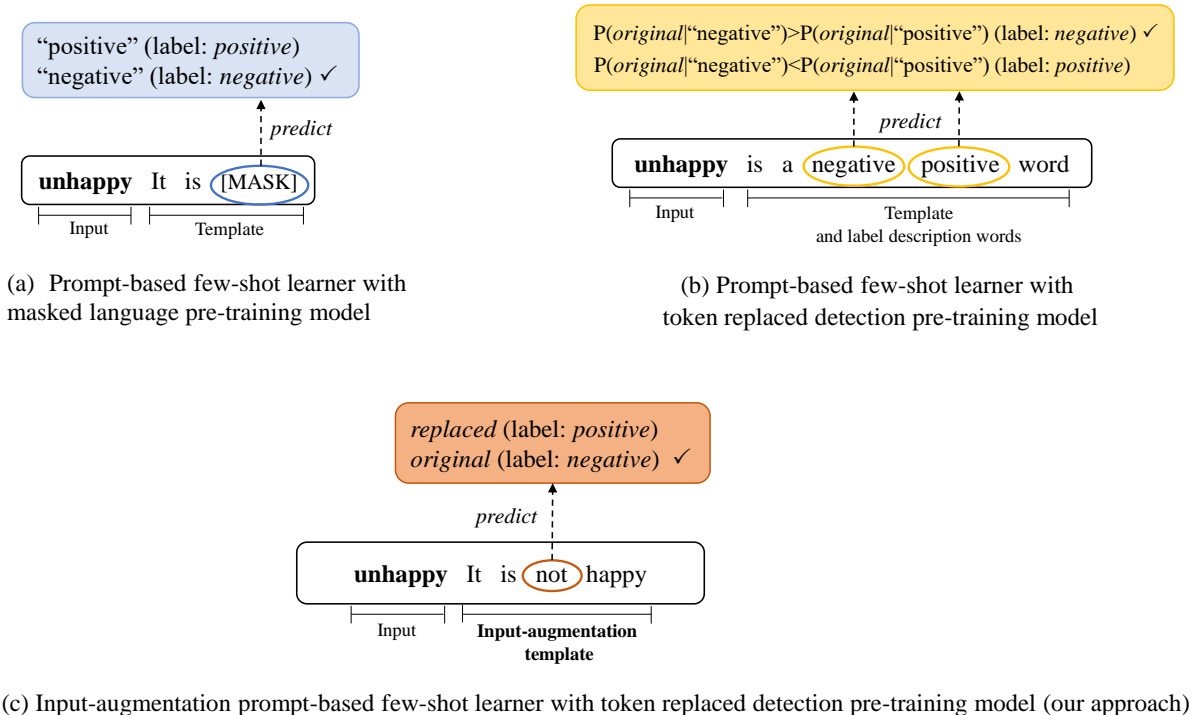 “positive” (label: positive)
“negative” (label: negative) ✓
predict
unhappy It is [MASK]
Input Template
(a) Prompt-based few-shot learner with
masked language pre-training model
P(original|“negative”)>P(original|“positive”) (label: negative) ✓
P(original|“negative”)<P(original|“positive”) (label: positive)
predict
unhappy is a negative positive word
Input Template
and label description words
(b) Prompt-based few-shot learner with
token replaced detection pre-training model
replaced (label: positive)
original (label: negative) ✓
predict
unhappy It is not happy
Input Input-augmentation
template
(c) Input-augmentation prompt-based few-shot learner with token replaced detection pre-training model (our approach)